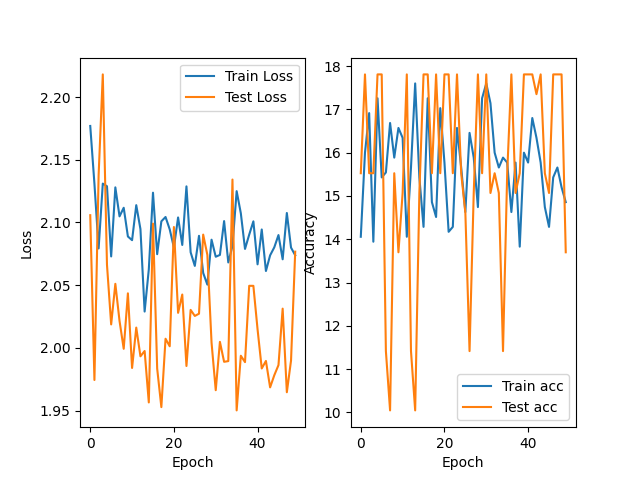 2.20
2.15
2.10
2.05
2.00
1.95
Loss
0
20
40
Epoch
Train Loss
Test Loss
18
17
16
15
14
13
12
11
10
Accuracy
0
20
40
Epoch
Train acc
Test acc